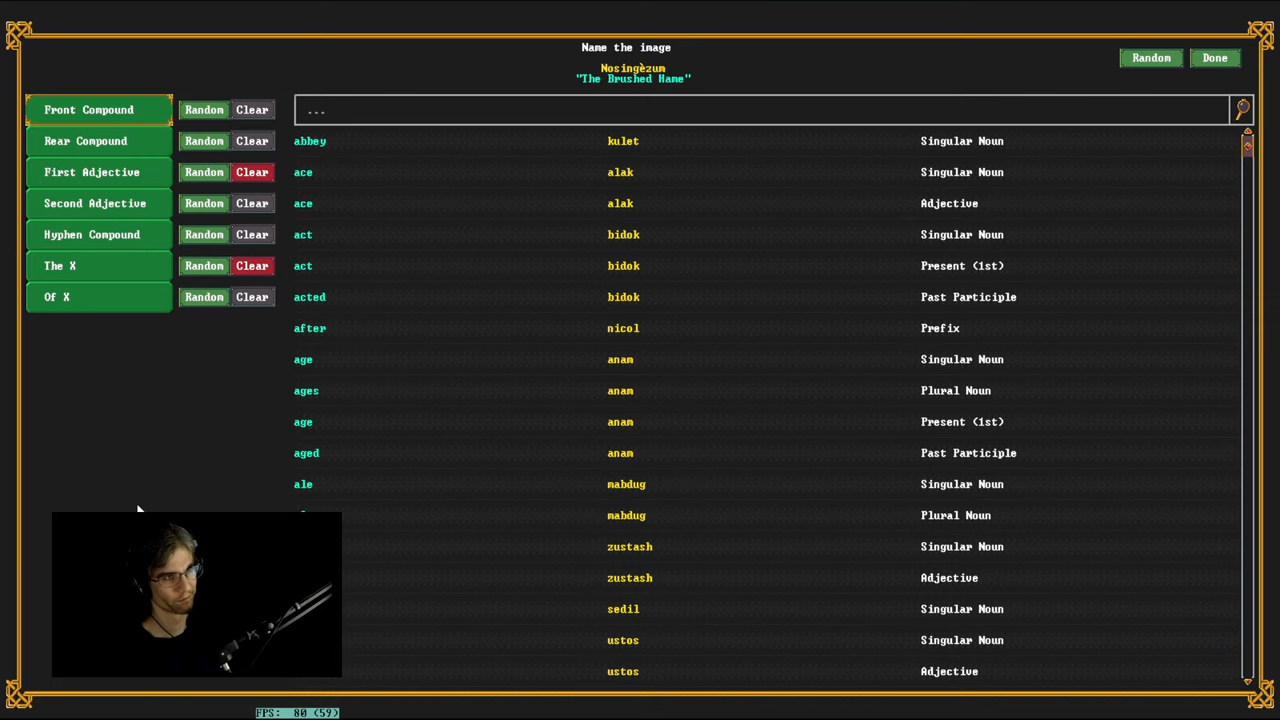 Name the image
Nosingèzum
"The Brushed Name"
Random Done
Front Compound Random Clear ...
Rear Compound Random Clear abbey kulet Singular Noun
First Adjective Random Clear ace alak Singular Noun
Second Adjective Random Clear ace alak Adjective
Hyphen Compound Random Clear act bidok Singular Noun
The X Random Clear act bidok Present (1st)
Of X Random Clear acted bidok Past Participle
after nicol Prefix
age anam Singular Noun
ages anam Plural Noun
age anam Present (1st)
aged anam Past Participle
ale mabdug Singular Noun
mabdug Plural Noun
zustash Singular Noun
zustash Adjective
sedil Singular Noun
ustos Singular Noun
ustos Adjective
FPS: 80 (59)